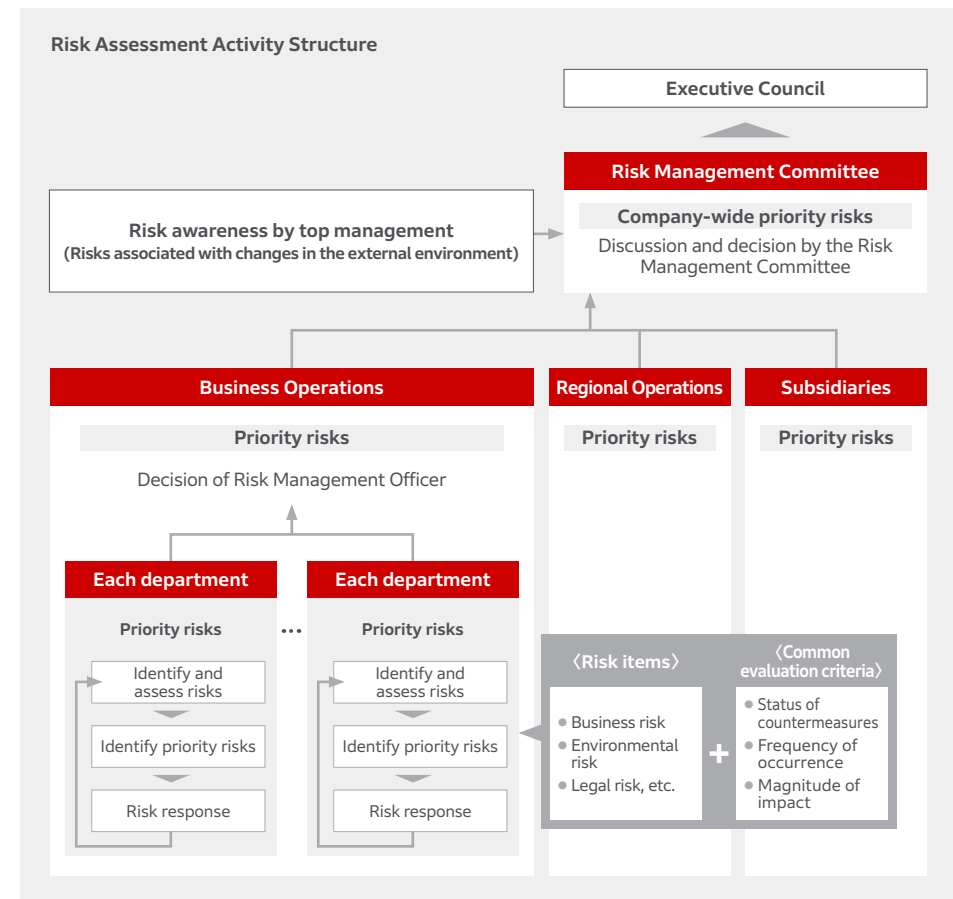 Risk Assessment Activity Structure
Executive Council
Risk Management Committee
Company-wide priority risks
Discussion and decision by the Risk
Management Committee
Risk awareness by top management
(Risks associated with changes in the external environment)
Business Operations
Priority risks
Decision of Risk Management Officer
Each department
Priority risks
Identify and
assess risks
Identify priority risks
Risk response
...
Each department
Priority risks
Identify and
assess risks
Identify priority risks
Risk response
Regional Operations
Priority risks
Subsidiaries
Priority risks
〈Risk items〉
● Business risk
● Environmental
risk
● Legal risk, etc.
+
〈Common
evaluation criteria〉
● Status of
countermeasures
● Frequency of
occurrence
● Magnitude of
impact